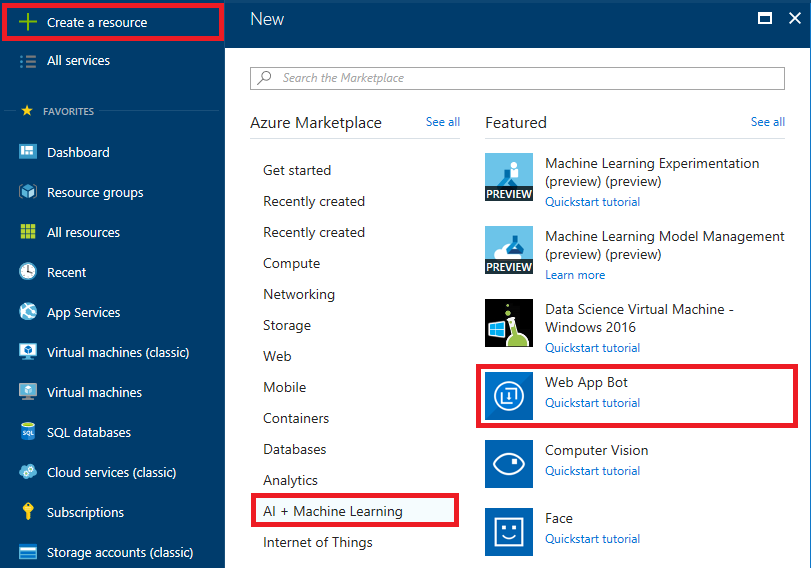 Create a resource
All services
FAVORITES
Dashboard
Resource groups
All resources
Recent
App Services
Virtual machines (classic)
Virtual machines
SQL
SQL databases
Cloud services (classic)
Subscriptions
Storage accounts (classic)
New
Search the Marketplace
Azure Marketplace
See all
Get started
Recently created
Recently created
Compute
Networking
Storage
Web
Mobile
Containers
Databases
Analytics
AI + Machine Learning
Internet of Things
Featured
See all
PREVIEW
Machine Learning Experimentation
(preview) (preview)
Quickstart tutorial
PREVIEW
Machine Learning Model Management
(preview) (preview)
Learn more
Data Science Virtual Machine -
Windows 2016
Quickstart tutorial
Web App Bot
Quickstart tutorial
Computer Vision
Quickstart tutorial
Face
Quickstart tutorial